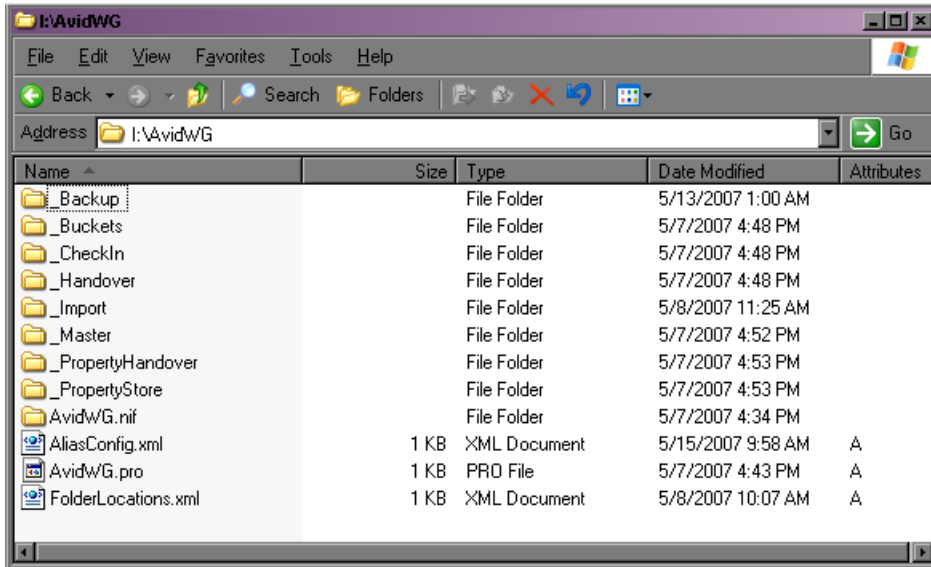 I:\AvidWG
File Edit View Favorites Tools Help
Back Search Folders
Address I:\AvidWG Go
Name Size Type Date Modified Attributes
_Backup File Folder 5/13/2007 1:00 AM
_Buckets File Folder 5/7/2007 4:48 PM
_CheckIn File Folder 5/7/2007 4:48 PM
_Handover File Folder 5/7/2007 4:48 PM
_Import File Folder 5/8/2007 11:25 AM
_Master File Folder 5/7/2007 4:52 PM
_PropertyHandover File Folder 5/7/2007 4:53 PM
_PropertyStore File Folder 5/7/2007 4:53 PM
AvidWG.nif File Folder 5/7/2007 4:34 PM
AliasConfig.xml 1 KB XML Document 5/15/2007 9:58 AM A
AvidWG.pro 1 KB PRO File 5/7/2007 4:43 PM A
FolderLocations.xml 1 KB XML Document 5/8/2007 10:07 AM A